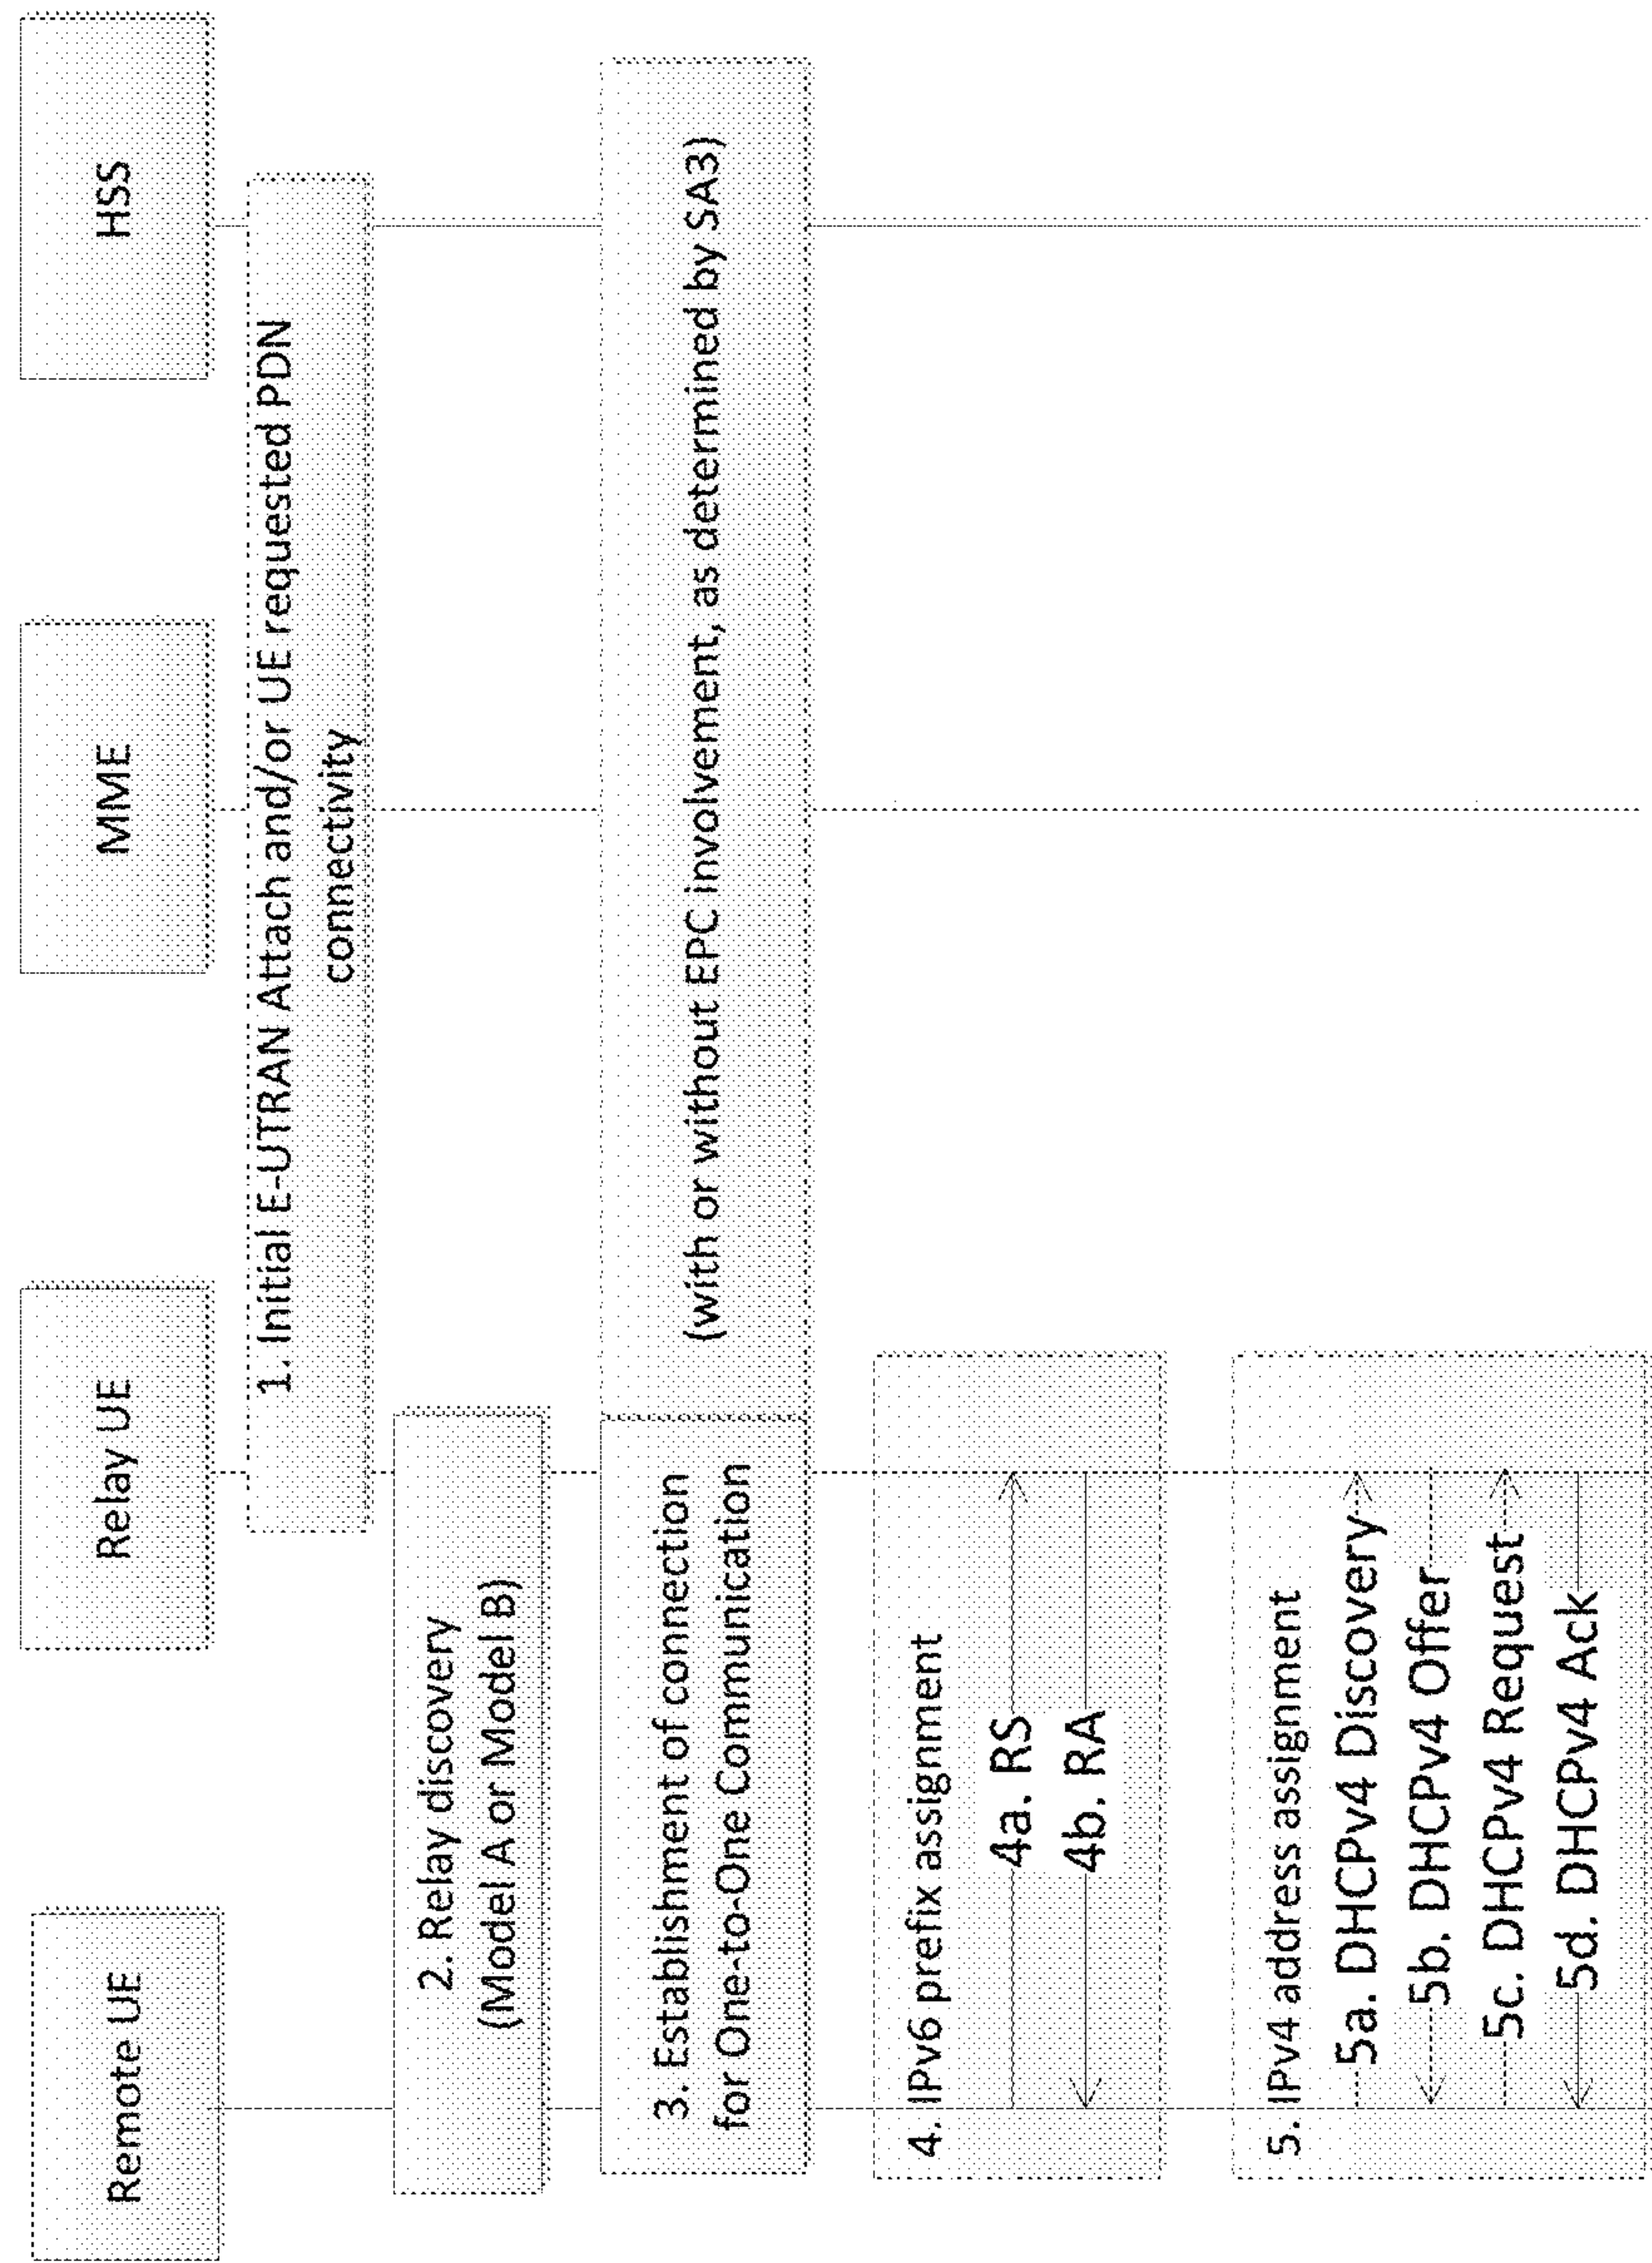 Remote UE
Relay UE
MME
HSS
1. Initial E-UTRAN Attach and/or UE requested PDN
connectivity
2. Relay discovery
(Model A or Model B)
3. Establishment of connection
for One-to-One Communication
(with or without EPC involvement, as determined by SA3)
4. IPv6 prefix assignment
4a. RS
4b. RA
5. IPv4 address assignment
5a. DHCPv4 Discovery
5b. DHCPv4 Offer
5c. DHCPv4 Request
5d. DHCPv4 Ack